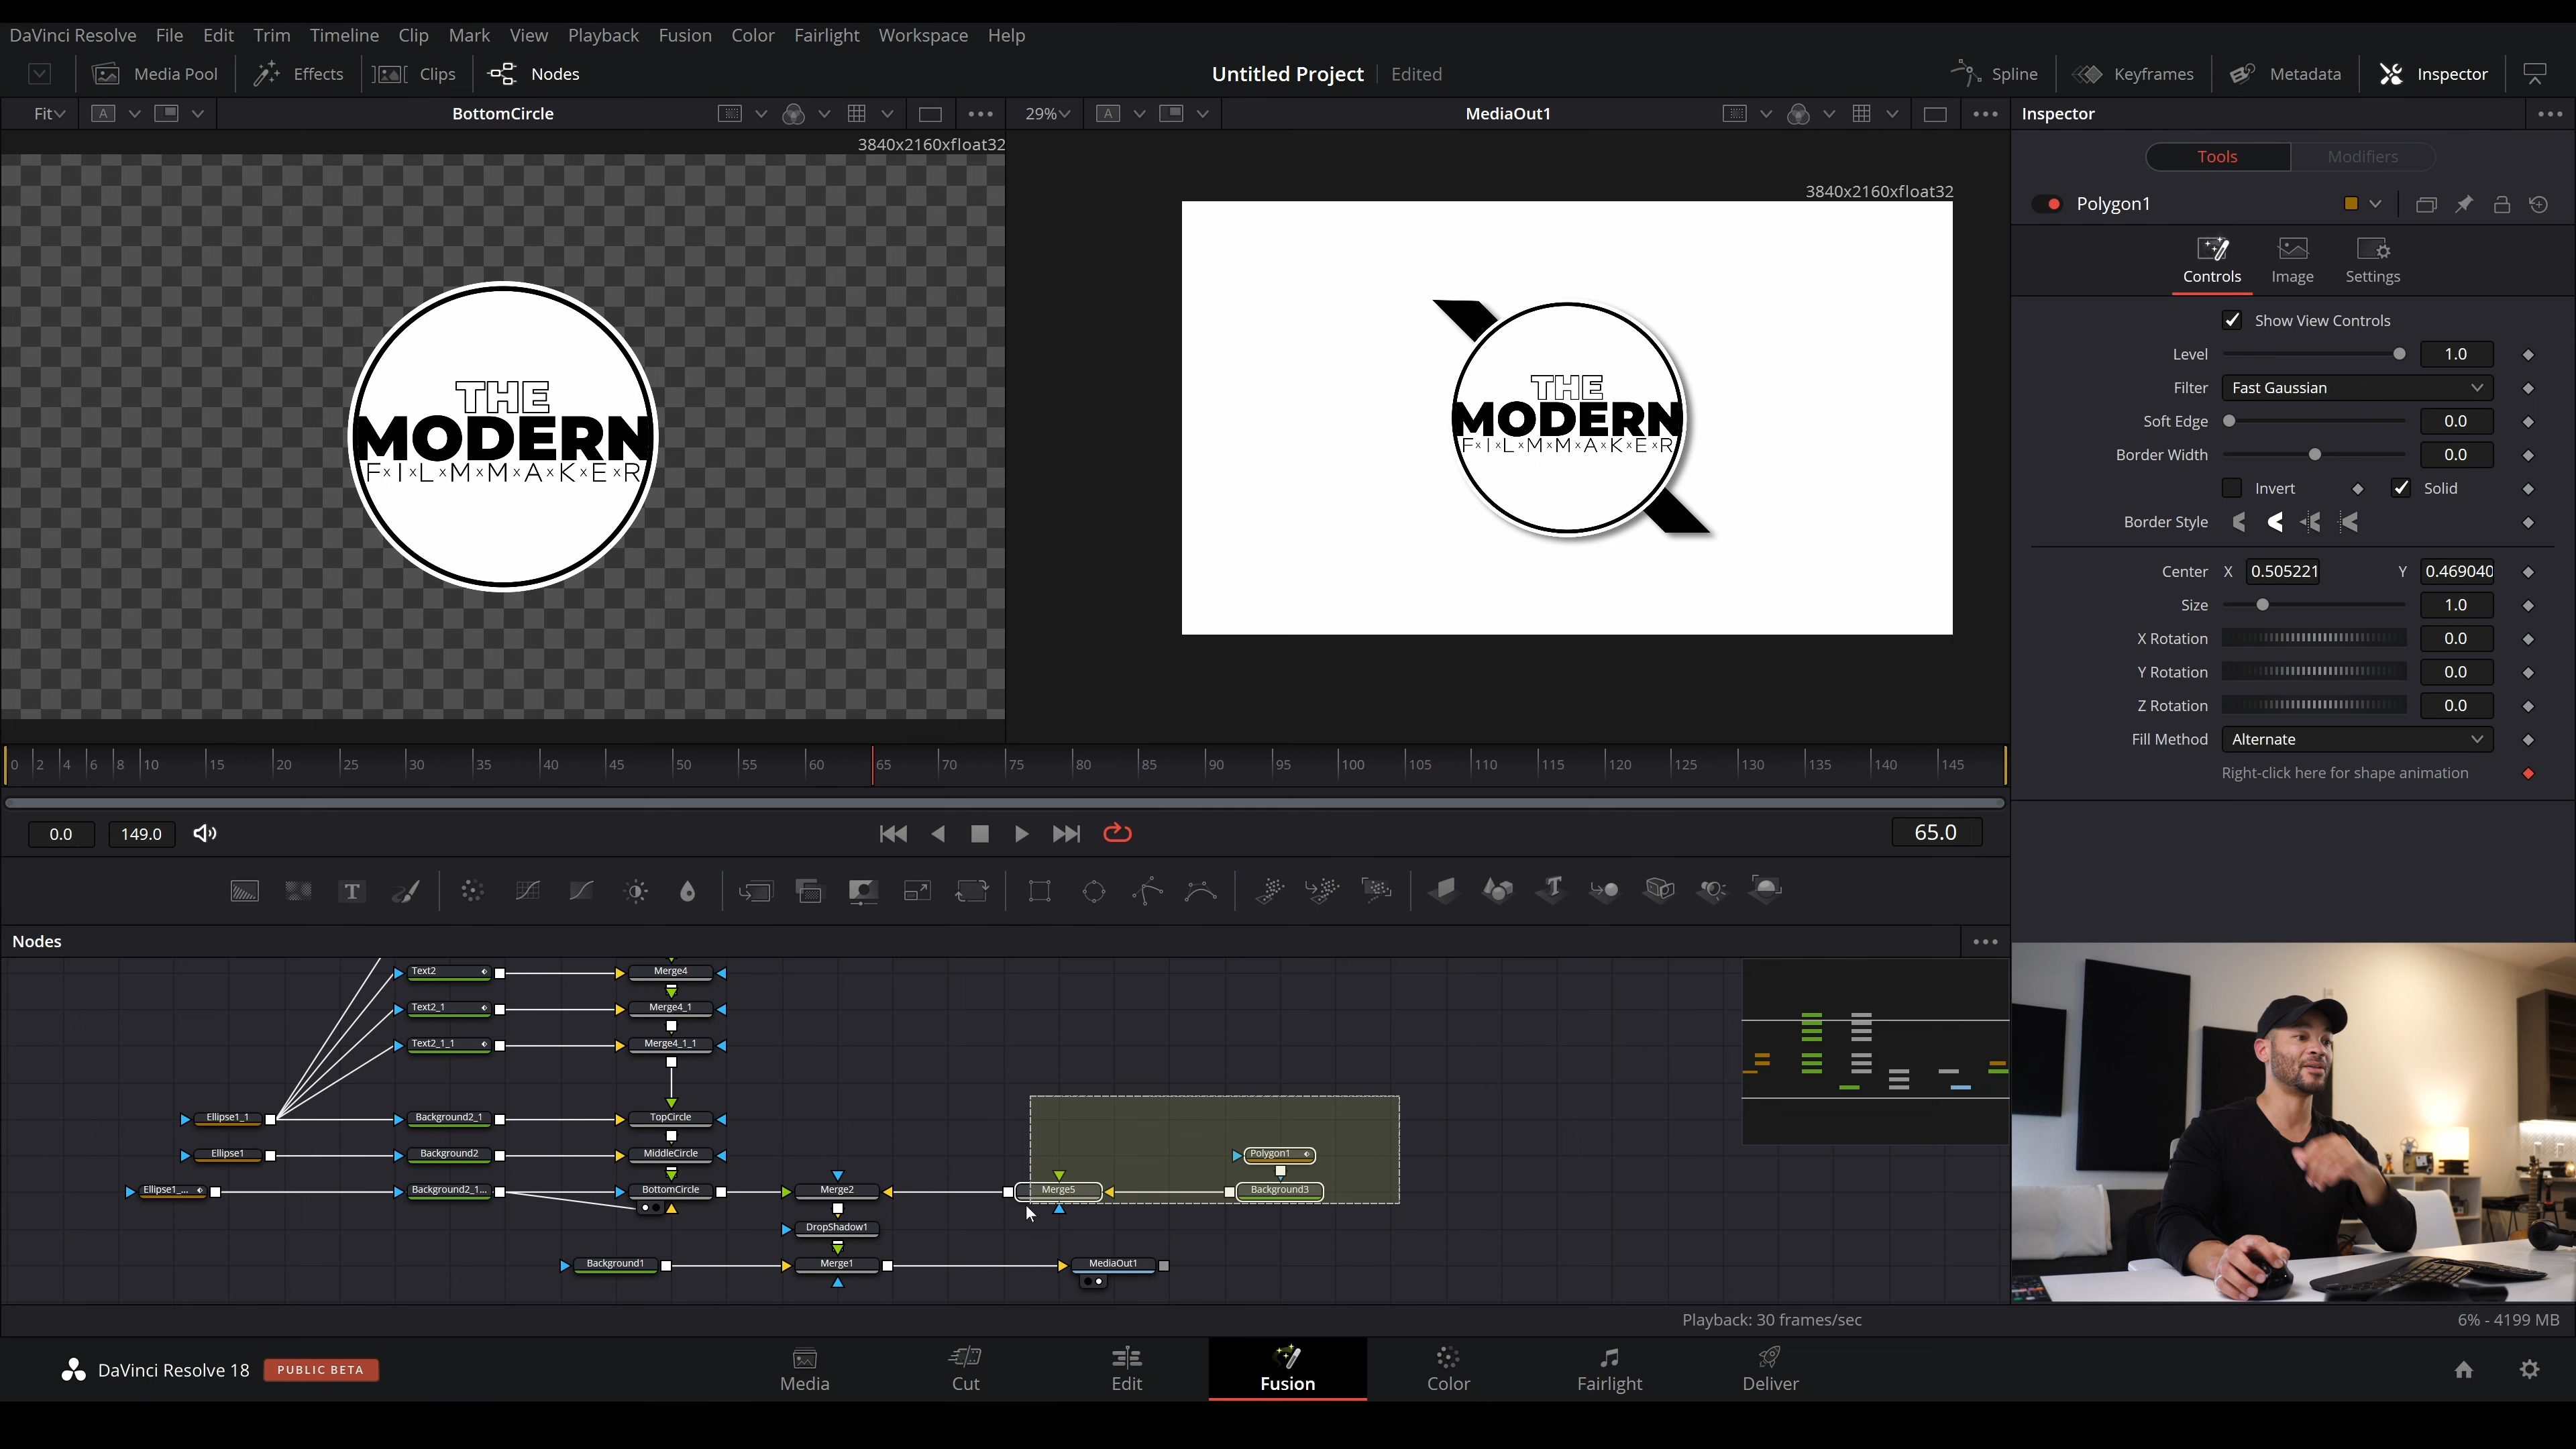 DaVinci Resolve File Edit Trim Timeline Clip Mark View Playback Fusion Color Fairlight Workspace Help
Media Pool Effects Clips Nodes Untitled Project Edited Spline Keyframes Metadata Inspector
Fit A BottomCircle 29% A MediaOut1 Inspector
3840x2160xfloat32
3840x2160xfloat32
THE
MODERN
F×I×L×M×M×A×K×E×R
THE
MODERN
F×I×L×M×M×A×K×E×R
Tools Modifiers
Polygon1
Controls Image Settings
Show View Controls
Level 1.0
Filter Fast Gaussian
Soft Edge 0.0
Border Width 0.0
Invert Solid
Border Style
Center X 0.505221 Y 0.469040
Size 1.0
X Rotation 0.0
Y Rotation 0.0
Z Rotation 0.0
Fill Method Alternate
Right-click here for shape animation
0 2 4 6 8 10 15 20 25 30 35 40 45 50 55 60 65 70 75 80 85 90 95 100 105 110 115 120 125 130 135 140 145
0.0 149.0 65.0
T T
Nodes
Text2 Merge4
Text2_1 Merge4_1
Text2_1_1 Merge4_1_1
Ellipse1_1 Background2_1 TopCircle
Ellipse1 Background2 MiddleCircle Polygon1
Ellipse1_... Background2_1... BottomCircle Merge2 Merge5 Background3
DropShadow1
Background1 Merge1 MediaOut1
Playback: 30 frames/sec 6% - 4199 MB
DaVinci Resolve 18 PUBLIC BETA Media Cut Edit Fusion Color Fairlight Deliver